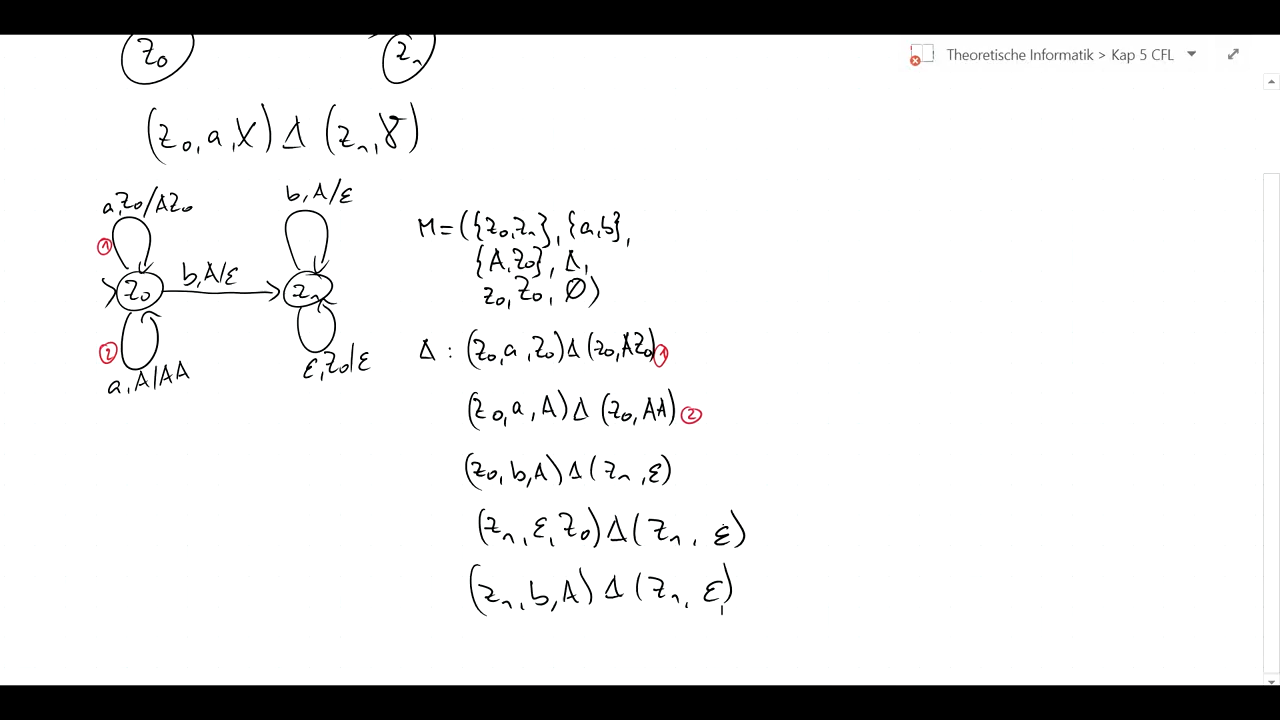 Theoretische Informatik > Kap 5 CFL
z₀ z₁
(z₀, a, X) Δ (z₁, γ)
a, Z₀/AZ₀
b, A/ε
①
z₀
b, A/ε
z₁
②
a, A/AA
ε, Z₀/ε
M = ({z₀, z₁}, {a, b},
{A, Z₀}, Δ,
z₀, Z₀, ∅)
Δ : (z₀, a, Z₀) Δ (z₀, AZ₀) ①
(z₀, a, A) Δ (z₀, AA) ②
(z₀, b, A) Δ (z₁, ε)
(z₁, ε, Z₀) Δ (z₁, ε)
(z₁, b, A) Δ (z₁, ε)